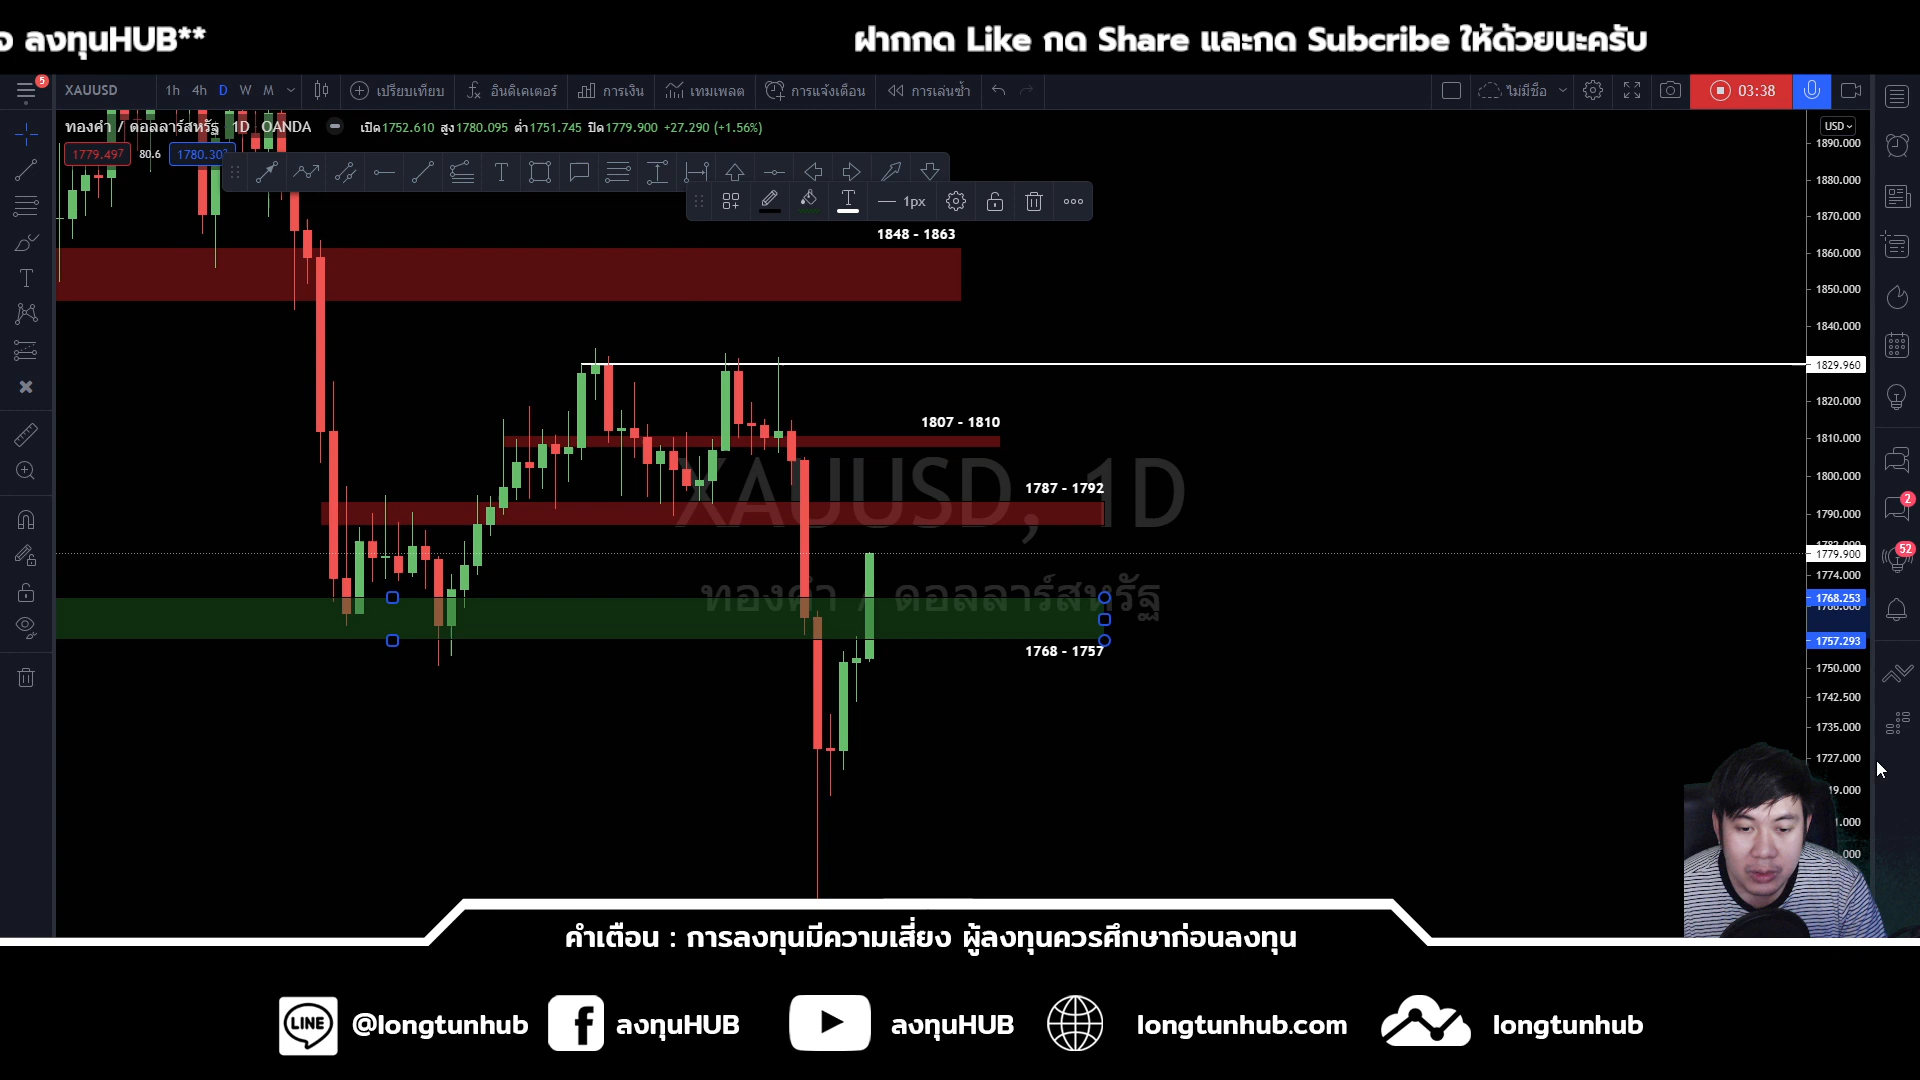 อ ลงทุนHUB**
ฝากกด Like กด Share และกด Subcribe ให้ด้วยนะครับ
5
XAUUSD 1h 4h D W M เปรียบเทียบ อินดิเคเตอร์ การเงิน เทมเพลต การแจ้งเตือน การเล่นซ้ำ ไม่มีชื่อ 03:38
ทองคำ / ดอลลาร์สหรัฐ 1D OANDA เปิด1752.610 สูง1780.095 ต่ำ1751.745 ปิด1779.900 +27.290 (+1.56%)
USD
1779.497 80.6
1890.000
1880.000
1px
1870.000
1848 - 1863
1860.000
1850.000
1840.000
1829.960
1820.000
1807 - 1810
1810.000
1800.000
1787 - 1792
XAUUSD, 1D
2
1790.000
52
1779.900
1774.000
ทองคำ / ดอลลาร์สหรัฐ
1768.253
1757.293
1768 - 1757
1750.000
1742.500
1735.000
1727.000
คำเตือน : การลงทุนมีความเสี่ยง ผู้ลงทุนควรศึกษาก่อนลงทุน
LINE @longtunhub f ลงทุนHUB ลงทุนHUB longtunhub.com longtunhub